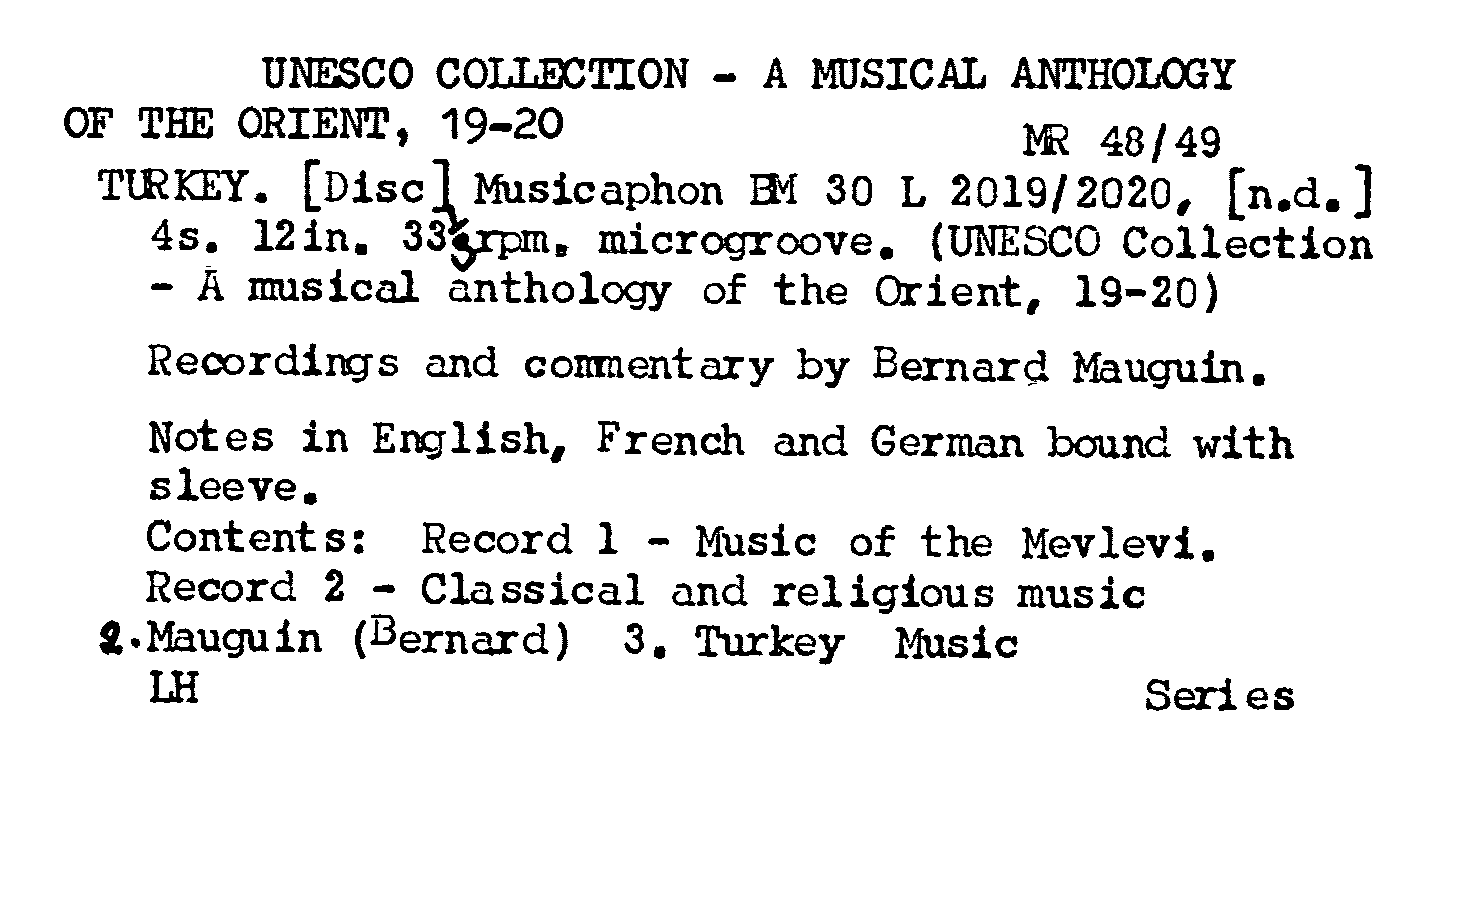 UNESCO COLLECTION - A MUSICAL ANTHOLOGY
OF THE ORIENT, 19-20
MR 48/49
TURKEY. [Disc] Musicaphon BM 30 L 2019/2020, [n.d.]
4s. 12in. 33⅓rpm. microgroove. (UNESCO Collection
- A musical anthology of the Orient, 19-20)
Recordings and commentary by Bernard Mauguin.
Notes in English, French and German bound with
sleeve.
Contents: Record 1 - Music of the Mevlevi.
Record 2 - Classical and religious music
2. Mauguin (Bernard) 3. Turkey Music
LH
Series